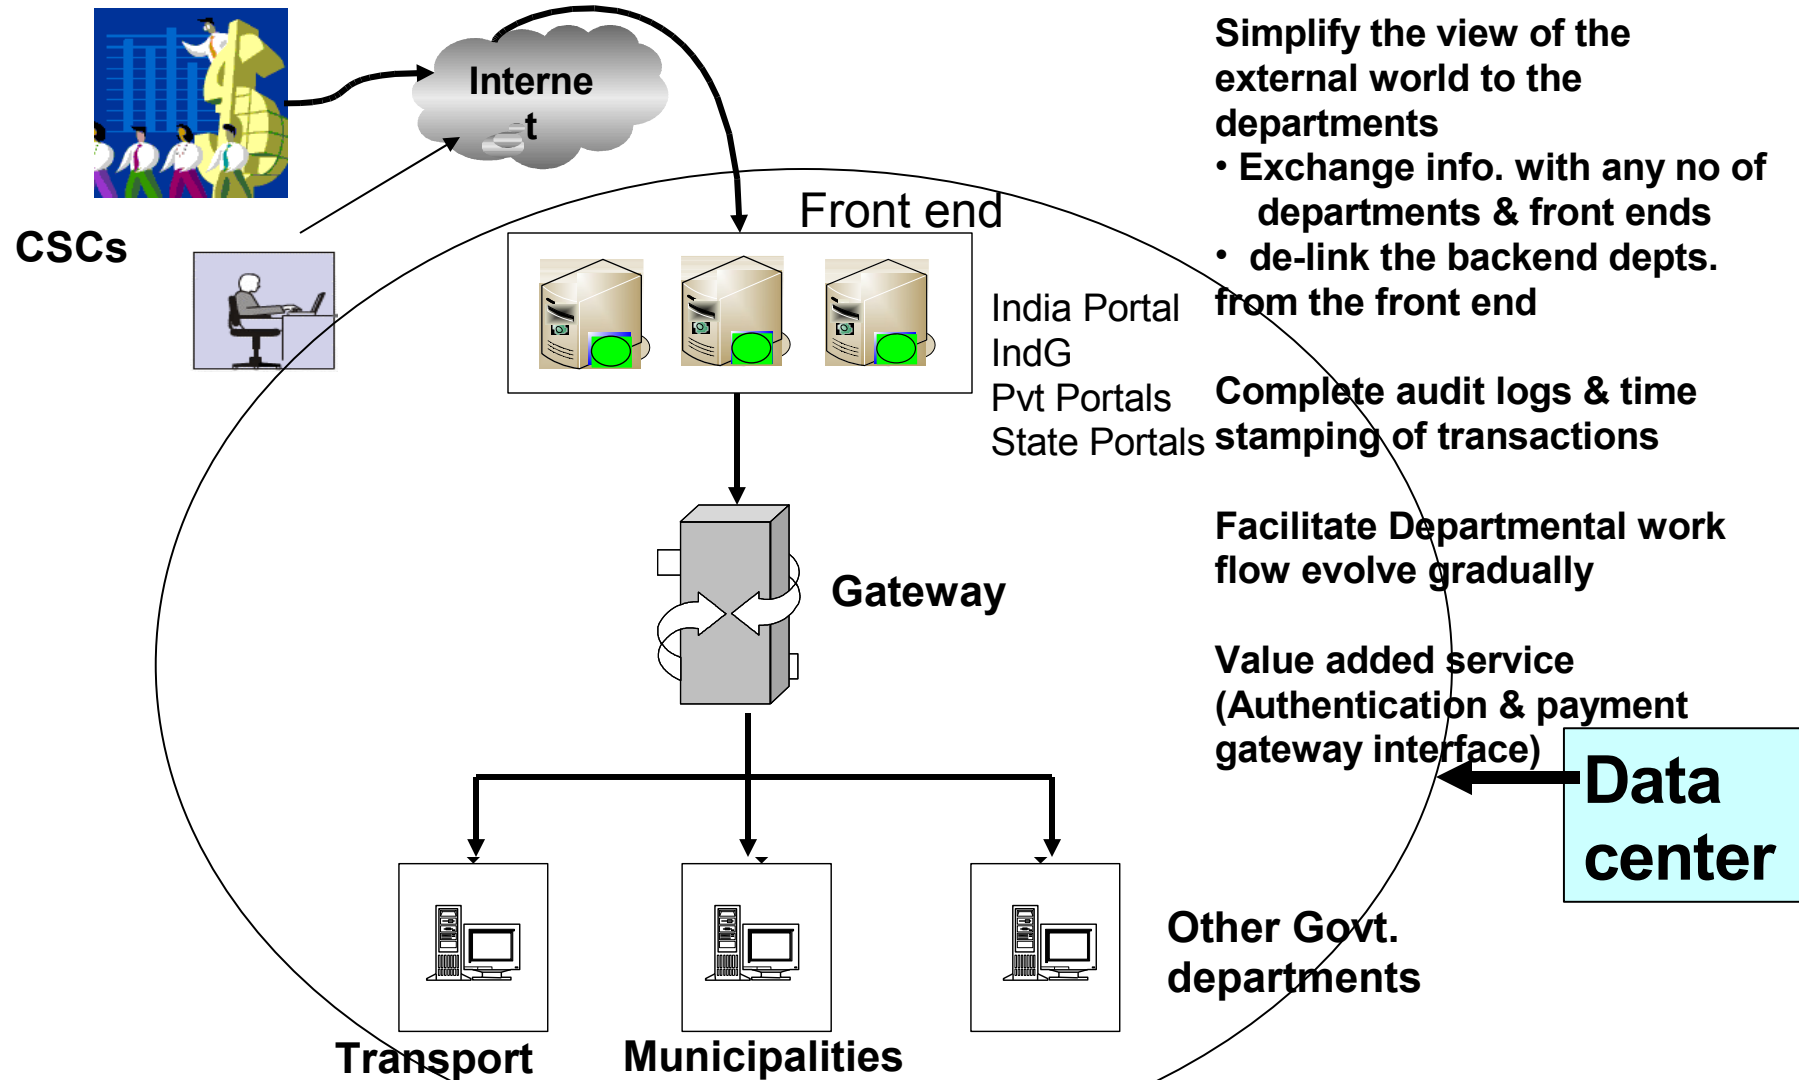 Interne
t
CSCs
Front end
India Portal
IndG
Pvt Portals
State Portals
Simplify the view of the
external world to the
departments
• Exchange info. with any no of
departments & front ends
• de-link the backend depts.
from the front end
Complete audit logs & time
stamping of transactions
Facilitate Departmental work
flow evolve gradually
Value added service
(Authentication & payment
gateway interface)
Gateway
Data
center
Other Govt.
departments
Transport
Municipalities